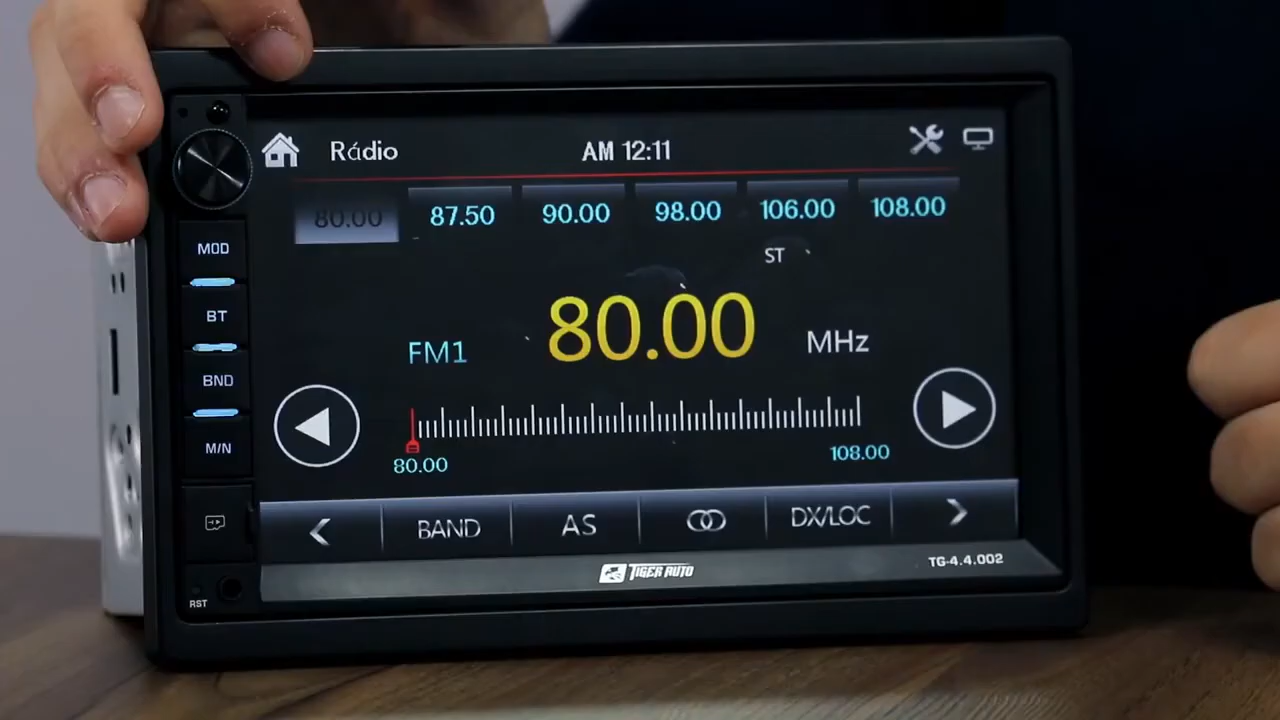 Rádio AM 12:11
80.00 87.50 90.00 98.00 106.00 108.00
ST
FM1 80.00 MHz
80.00 108.00
BAND AS DX/LOC
TIGER AUTO TG-4.4.002
MOD
BT
BND
M/N
RST